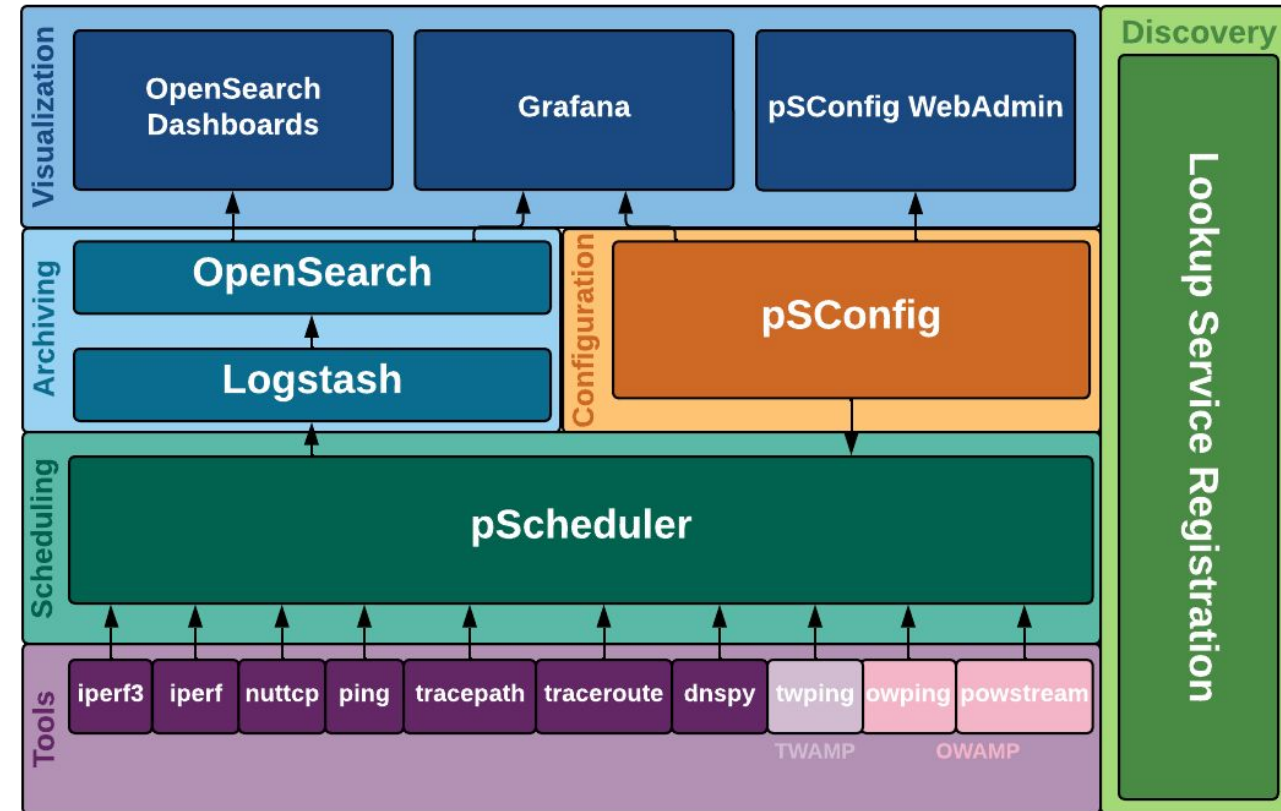 Visualization
OpenSearch
Dashboards
Grafana
pSConfig WebAdmin
Discovery
Lookup Service Registration
Archiving
OpenSearch
Logstash
Configuration
pSConfig
Scheduling
pScheduler
Tools
iperf3
iperf
nuttcp
ping
tracepath
traceroute
dnspy
twping
owping
powstream
TWAMP
OWAMP